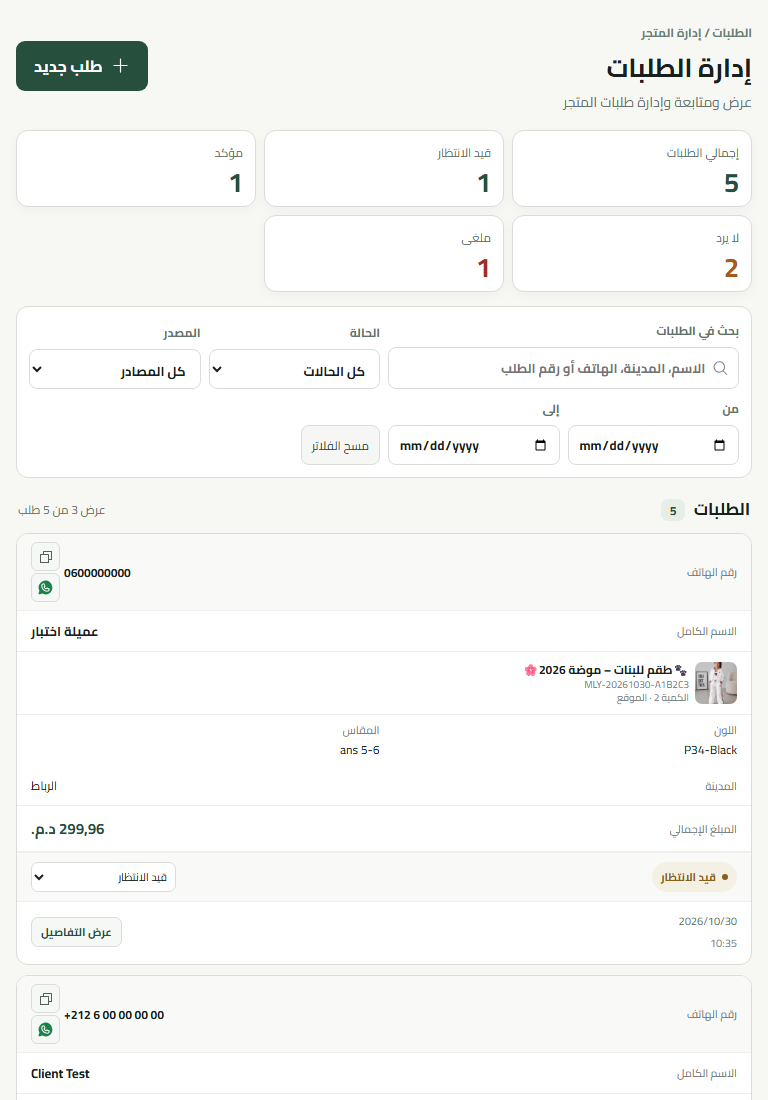 الطلبات / إدارة المتجر
إدارة الطلبات
عرض ومتابعة وإدارة طلبات المتجر
طلب جديد
إجمالي الطلبات
5
قيد الانتظار
1
مؤكد
1
لا يرد
2
ملغى
1
بحث في الطلبات
الاسم، المدينة، الهاتف أو رقم الطلب
الحالة
كل الحالات
المصدر
كل المصادر
من
mm/dd/yyyy
إلى
mm/dd/yyyy
مسح الفلاتر
الطلبات 5
عرض 3 من 5 طلب
رقم الهاتف
0600000000
الاسم الكامل
عميلة اختبار
🐾 طقم للبنات – موضة 2026 🌸
MLY-20261030-A1B2C3
الكمية 2 · الموقع
اللون
P34-Black
المقاس
5-6 ans
المدينة
الرباط
المبلغ الإجمالي
299,96 د.م.
قيد الانتظار
قيد الانتظار
2026/10/30
10:35
عرض التفاصيل
رقم الهاتف
+212 6 00 00 00 00
الاسم الكامل
Client Test